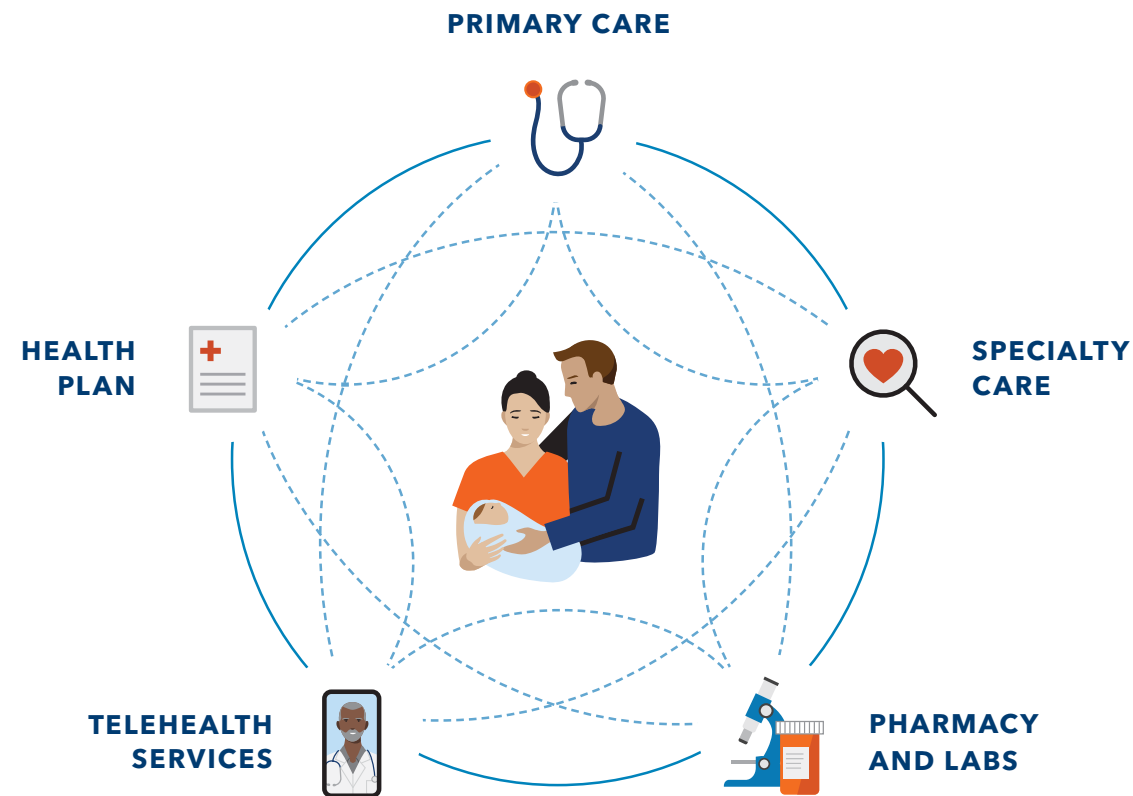 PRIMARY CARE
HEALTH
PLAN
SPECIALTY
CARE
TELEHEALTH
SERVICES
PHARMACY
AND LABS